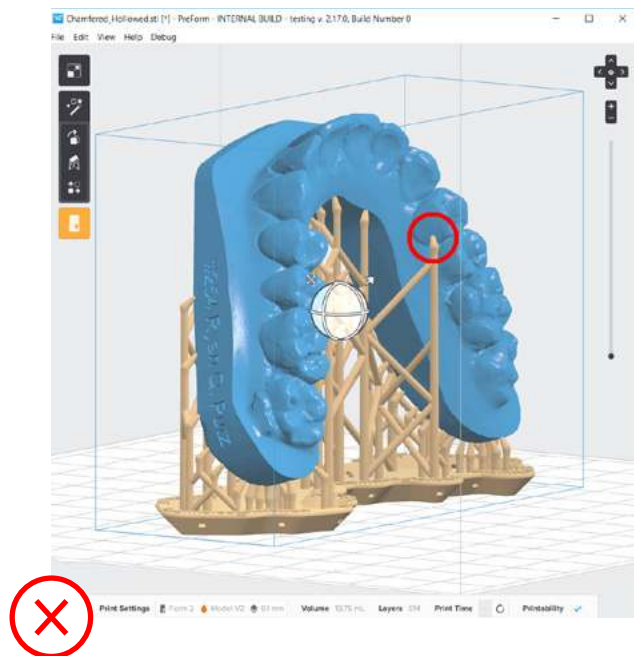 Chamfered_Hollowed.stl [*] - PreForm - INTERNAL BUILD - testing v. 2.17.0, Build Number 0
File Edit View Help Debug
Print Settings Form 2 Model V2 Volume Layers Print Time Printability